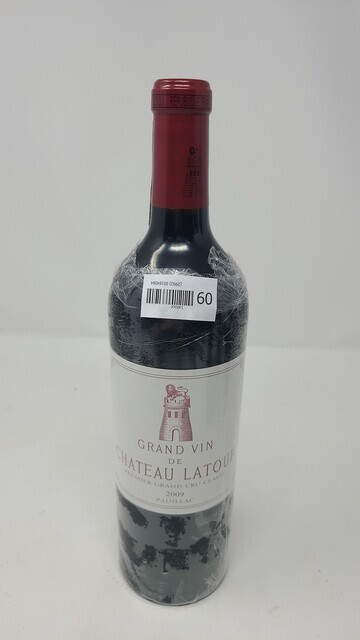 60
GRAND VIN
DE
CHATEAU LATOUR
PREMIER GRAND CRU CLASSÉ
2009
PAUILLAC